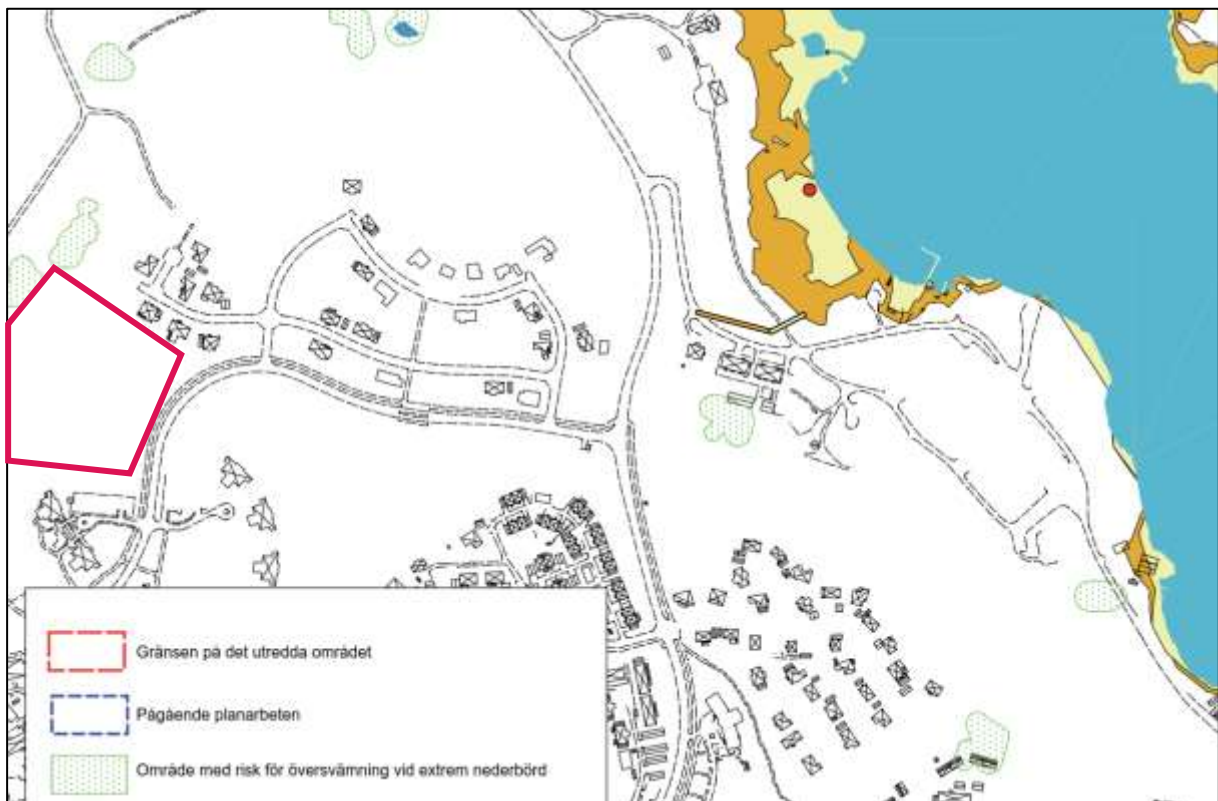 Gränsen på det utredda området
Pågående planarbeten
Område med risk för översvämning vid extrem nederbörd